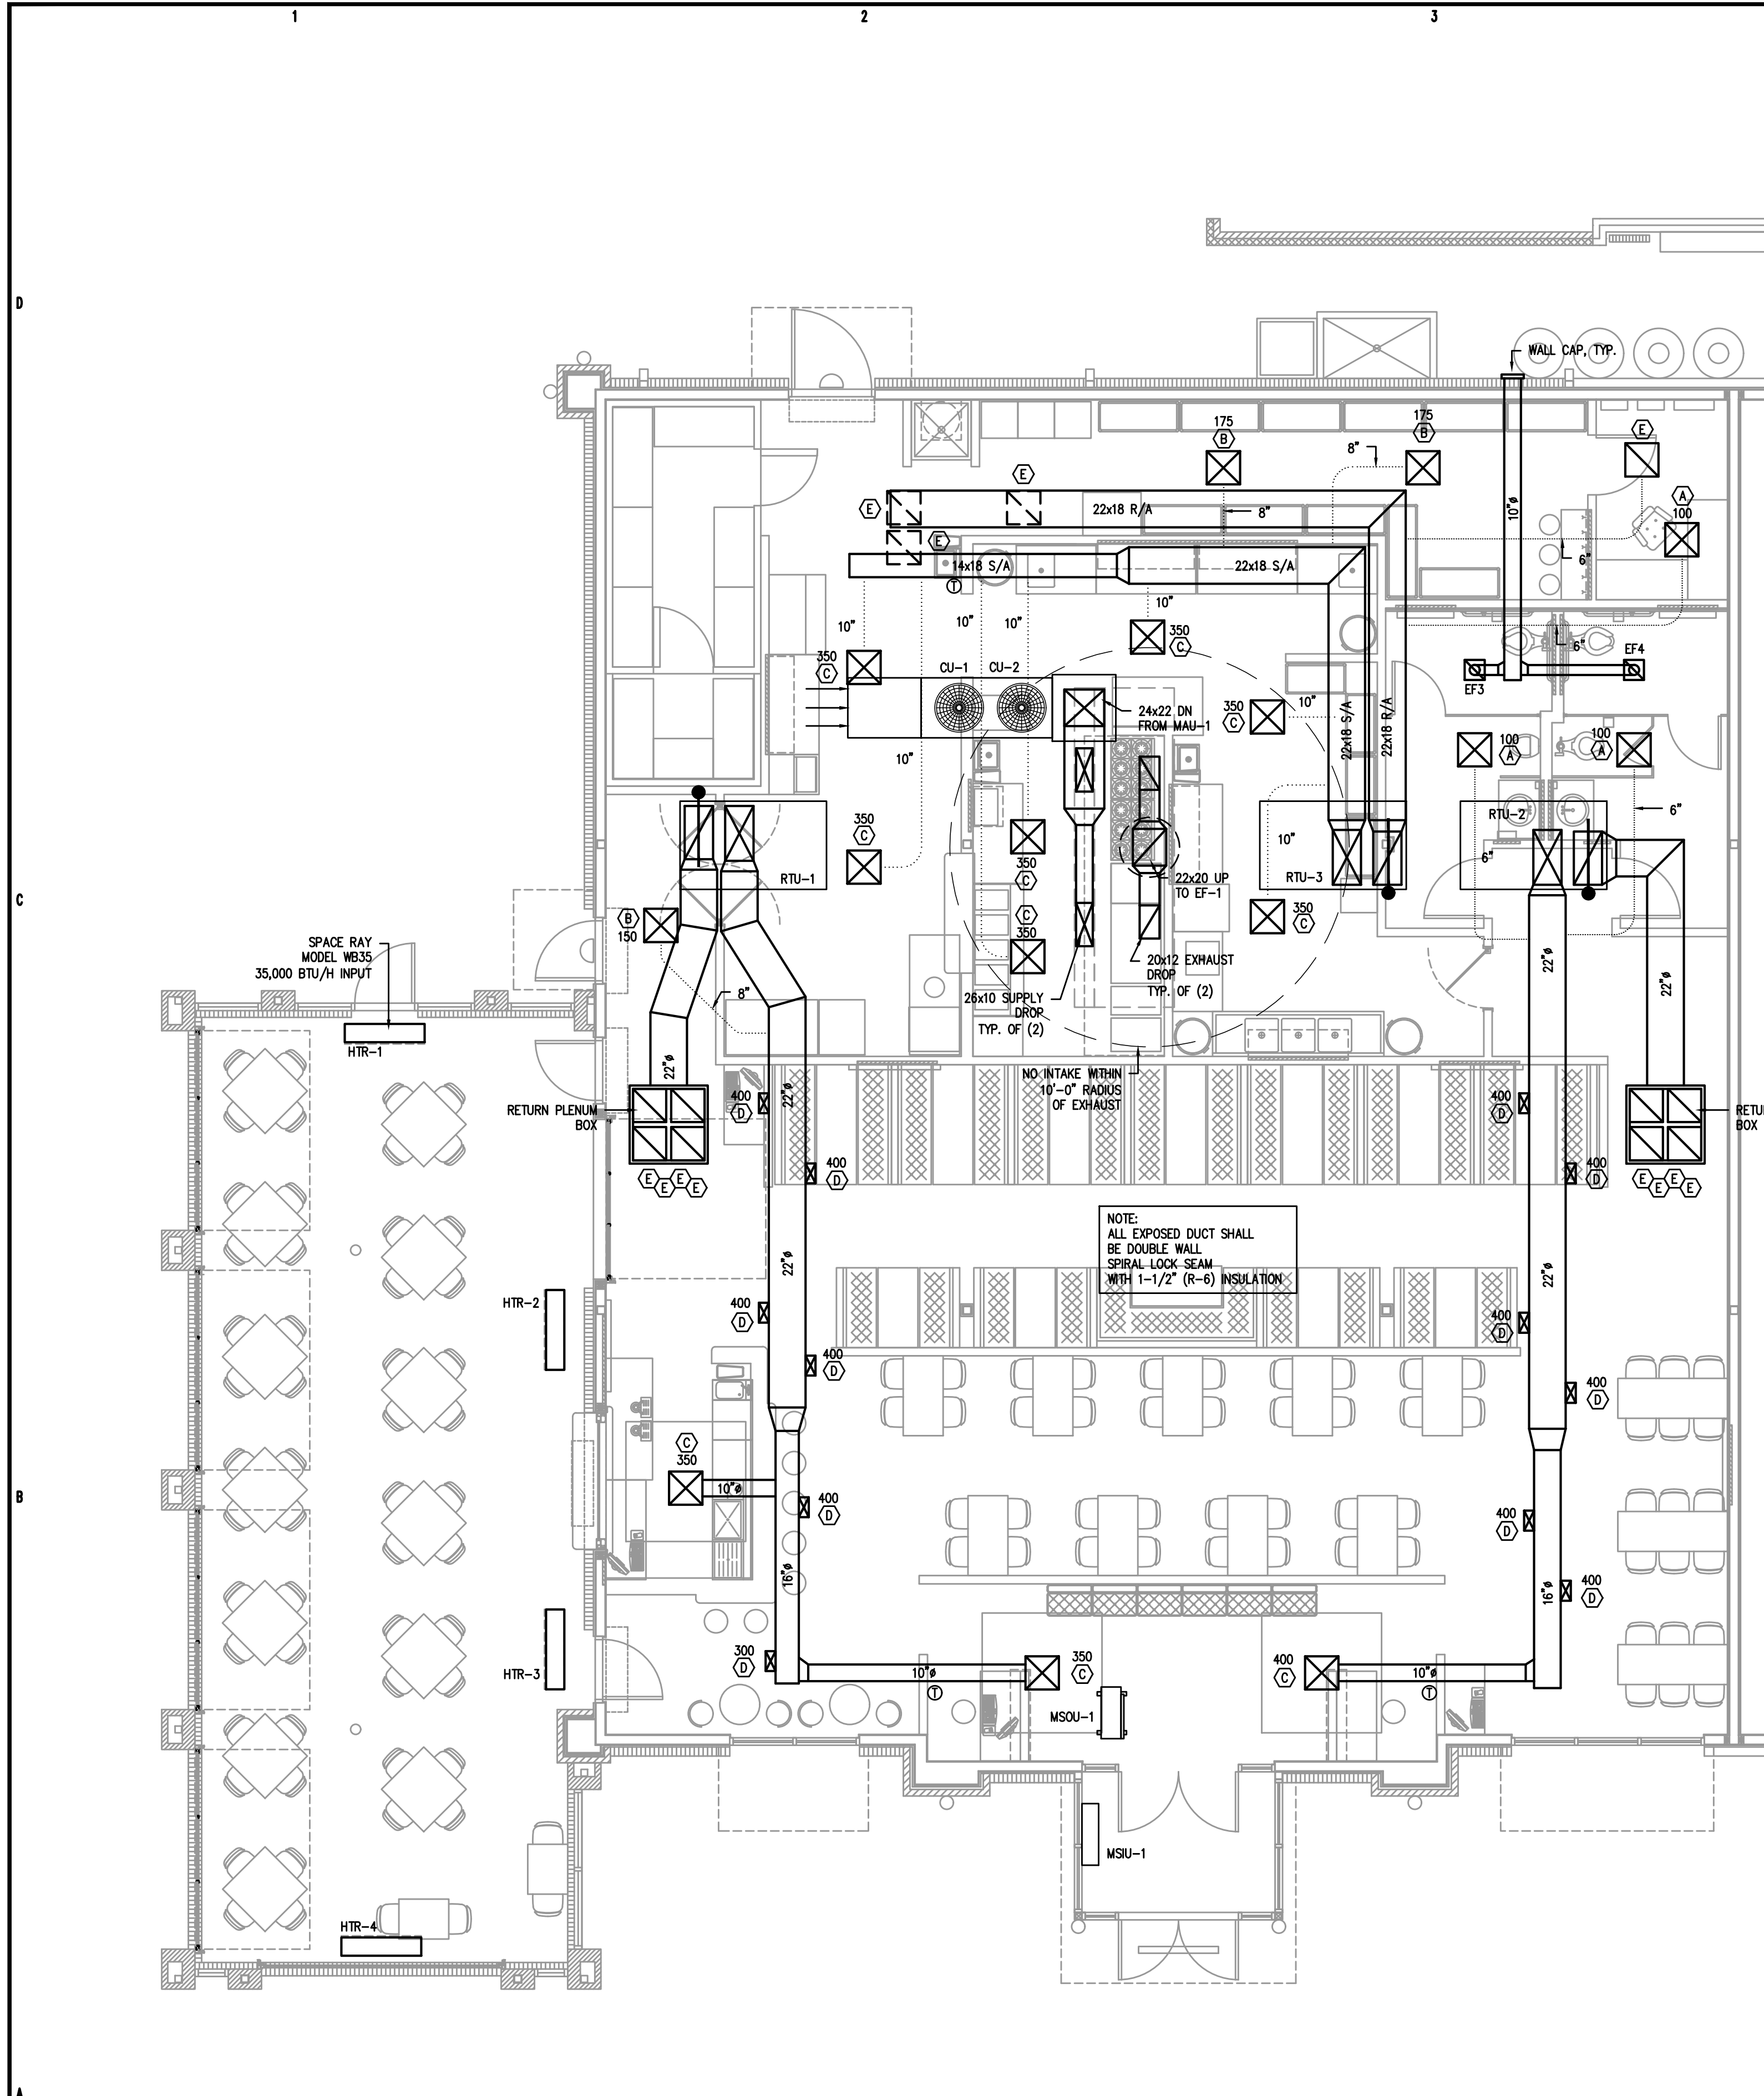 1
2
3
D
WALL CAP, TYP.
175
B
175
B
8"
E
E
E
22x18 R/A
8"
10"ø
A
100
E
14x18 S/A
22x18 S/A
T
6"
10"
10"
10"
10"
350
C
350
C
CU-1
CU-2
6"
EF4
EF3
24x22 DN
FROM MAU-1
350
C
10"
22x18 S/A
22x18 R/A
100
A
100
A
10"
RTU-2
6"
350
C
350
C
10"
6"
RTU-1
RTU-3
22x20 UP
TO EF-1
C
B
150
C
350
350
C
SPACE RAY
MODEL WB35
35,000 BTU/H INPUT
20x12 EXHAUST
DROP
TYP. OF (2)
22"ø
22"ø
8"
26x10 SUPPLY
DROP
TYP. OF (2)
HTR-1
22"ø
NO INTAKE WITHIN
10'-0" RADIUS
OF EXHAUST
RETURN PLENUM
BOX
400
D
22"ø
400
D
BOX
400
D
400
D
E
E
E
E
E
E
E
E
NOTE:
ALL EXPOSED DUCT SHALL
BE DOUBLE WALL
SPIRAL LOCK SEAM
WITH 1-1/2" (R-6) INSULATION
22"ø
22"ø
HTR-2
400
D
400
D
400
D
400
D
C
350
10"ø
B
400
D
400
D
16"ø
16"ø
400
D
300
D
HTR-3
10"ø
350
C
400
C
10"ø
T
T
MSOU-1
MSIU-1
HTR-4
A